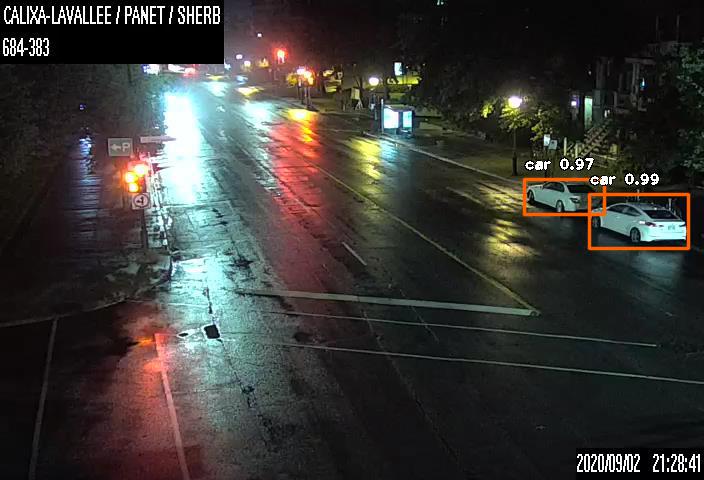 CALIXA-LAVALLEE / PANET / SHERB
684-383
←P
car 0.97
car 0.99
2020/09/02 21:28:41